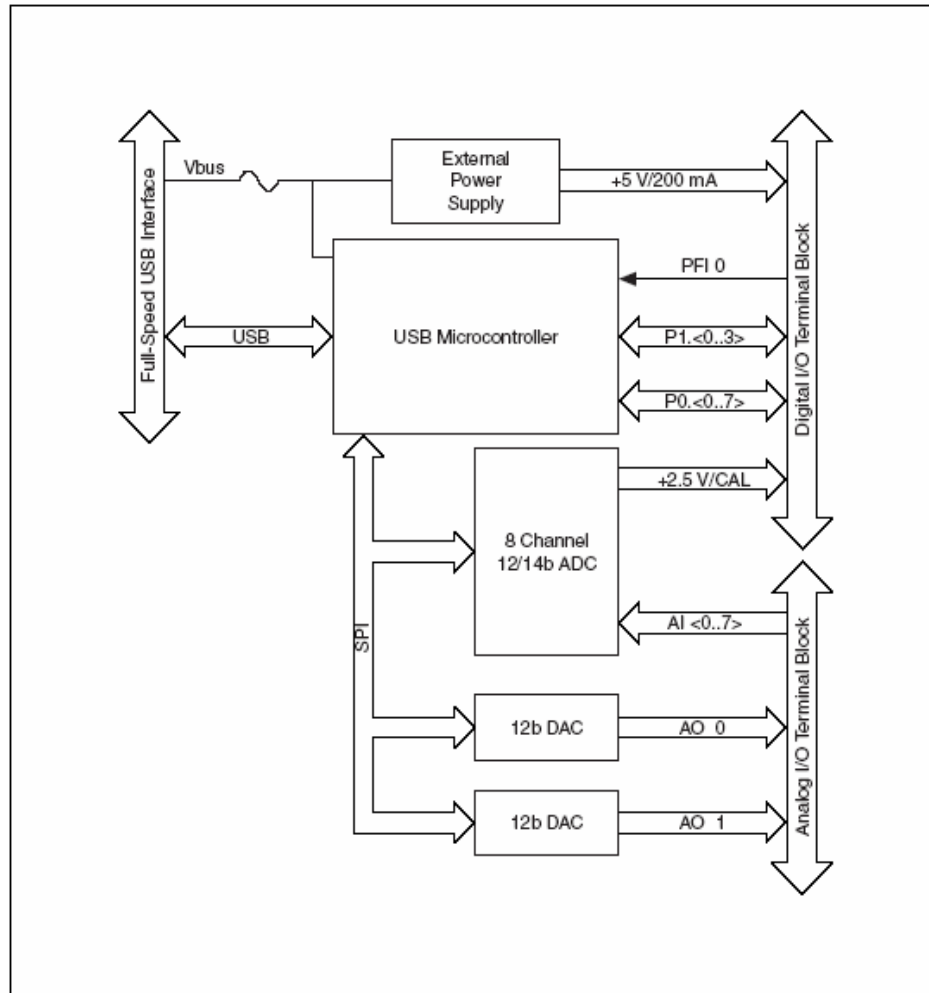 Full-Speed USB Interface
Vbus
External
Power
Supply
+5 V/200 mA
PFI 0
USB
USB Microcontroller
P1.<0..3>
P0.<0..7>
Digital I/O Terminal Block
+2.5 V/CAL
8 Channel
12/14b ADC
AI <0..7>
SPI
12b DAC
AO 0
12b DAC
AO 1
Analog I/O Terminal Block